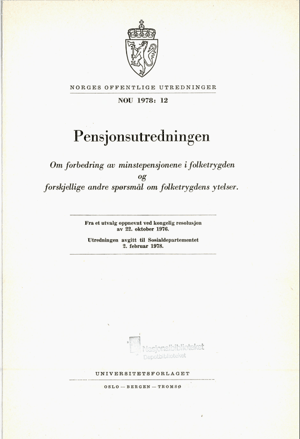 NORGES OFFENTLIGE UTREDNINGER
NOU 1978: 12
Pensjonsutredningen
Om forbedring av minstepensjonene i folketrygden
og
forskjellige andre spørsmål om folketrygdens ytelser.
Fra et utvalg oppnevnt ved kongelig resolusjon
av 22. oktober 1976.
Utredningen avgitt til Sosialdepartementet
2. februar 1978.
Nasjonalbiblioteket
UNIVERSITETSFORLAGET
OSLO — BERGEN — TROMSØ